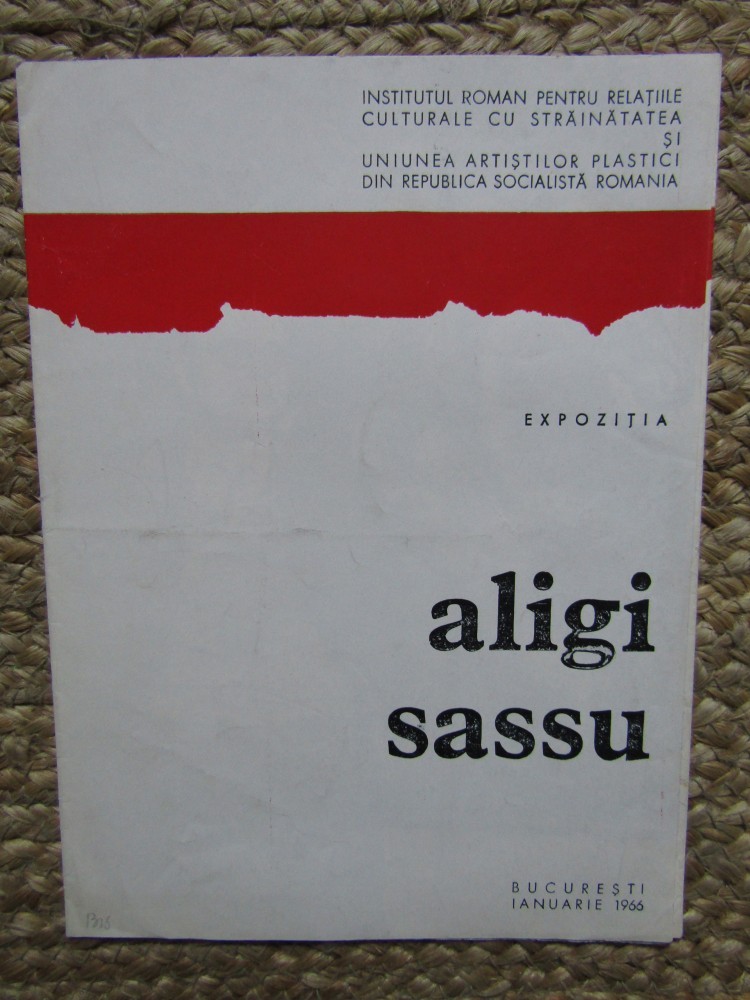 INSTITUTUL ROMAN PENTRU RELAȚIILE
CULTURALE CU STRĂINĂTATEA
ȘI
UNIUNEA ARTIȘTILOR PLASTICI
DIN REPUBLICA SOCIALISTĂ ROMANIA
EXPOZIȚIA
aligi
sassu
BUCUREȘTI
IANUARIE 1966